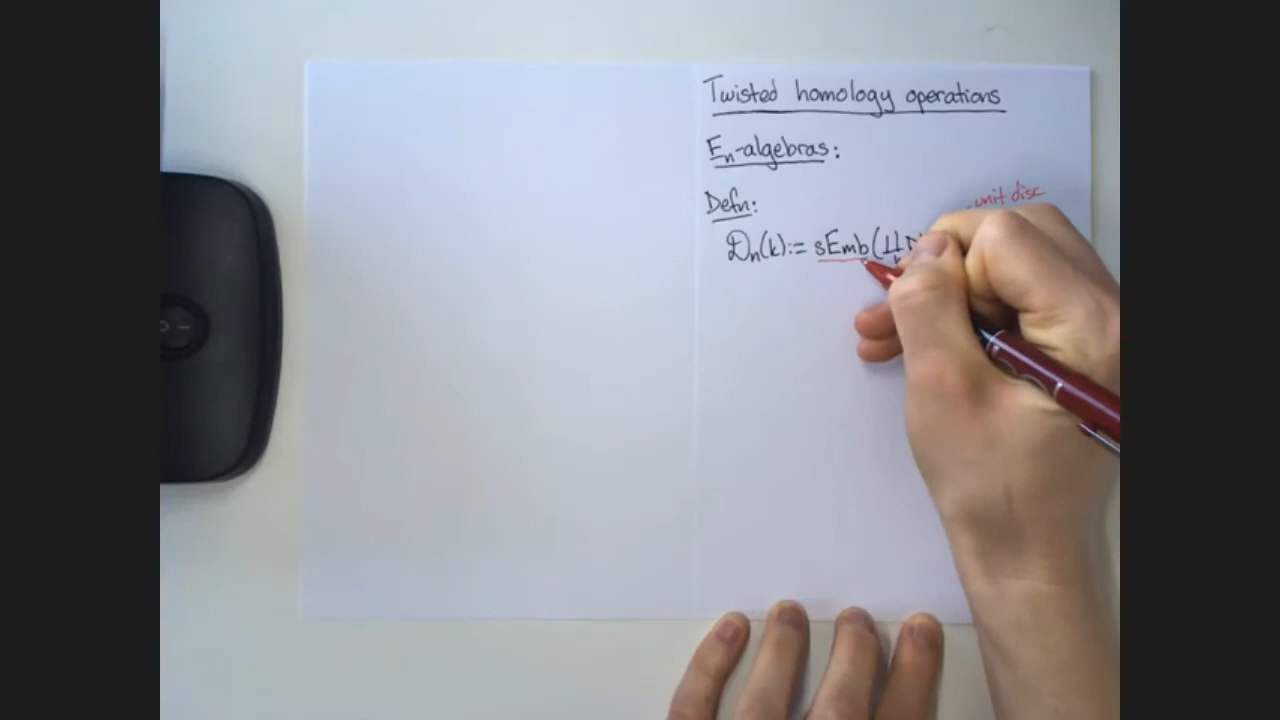 Twisted homology operations
En-algebras:
Defn:
unit disc
𝒟n(k):= sEmb(∐